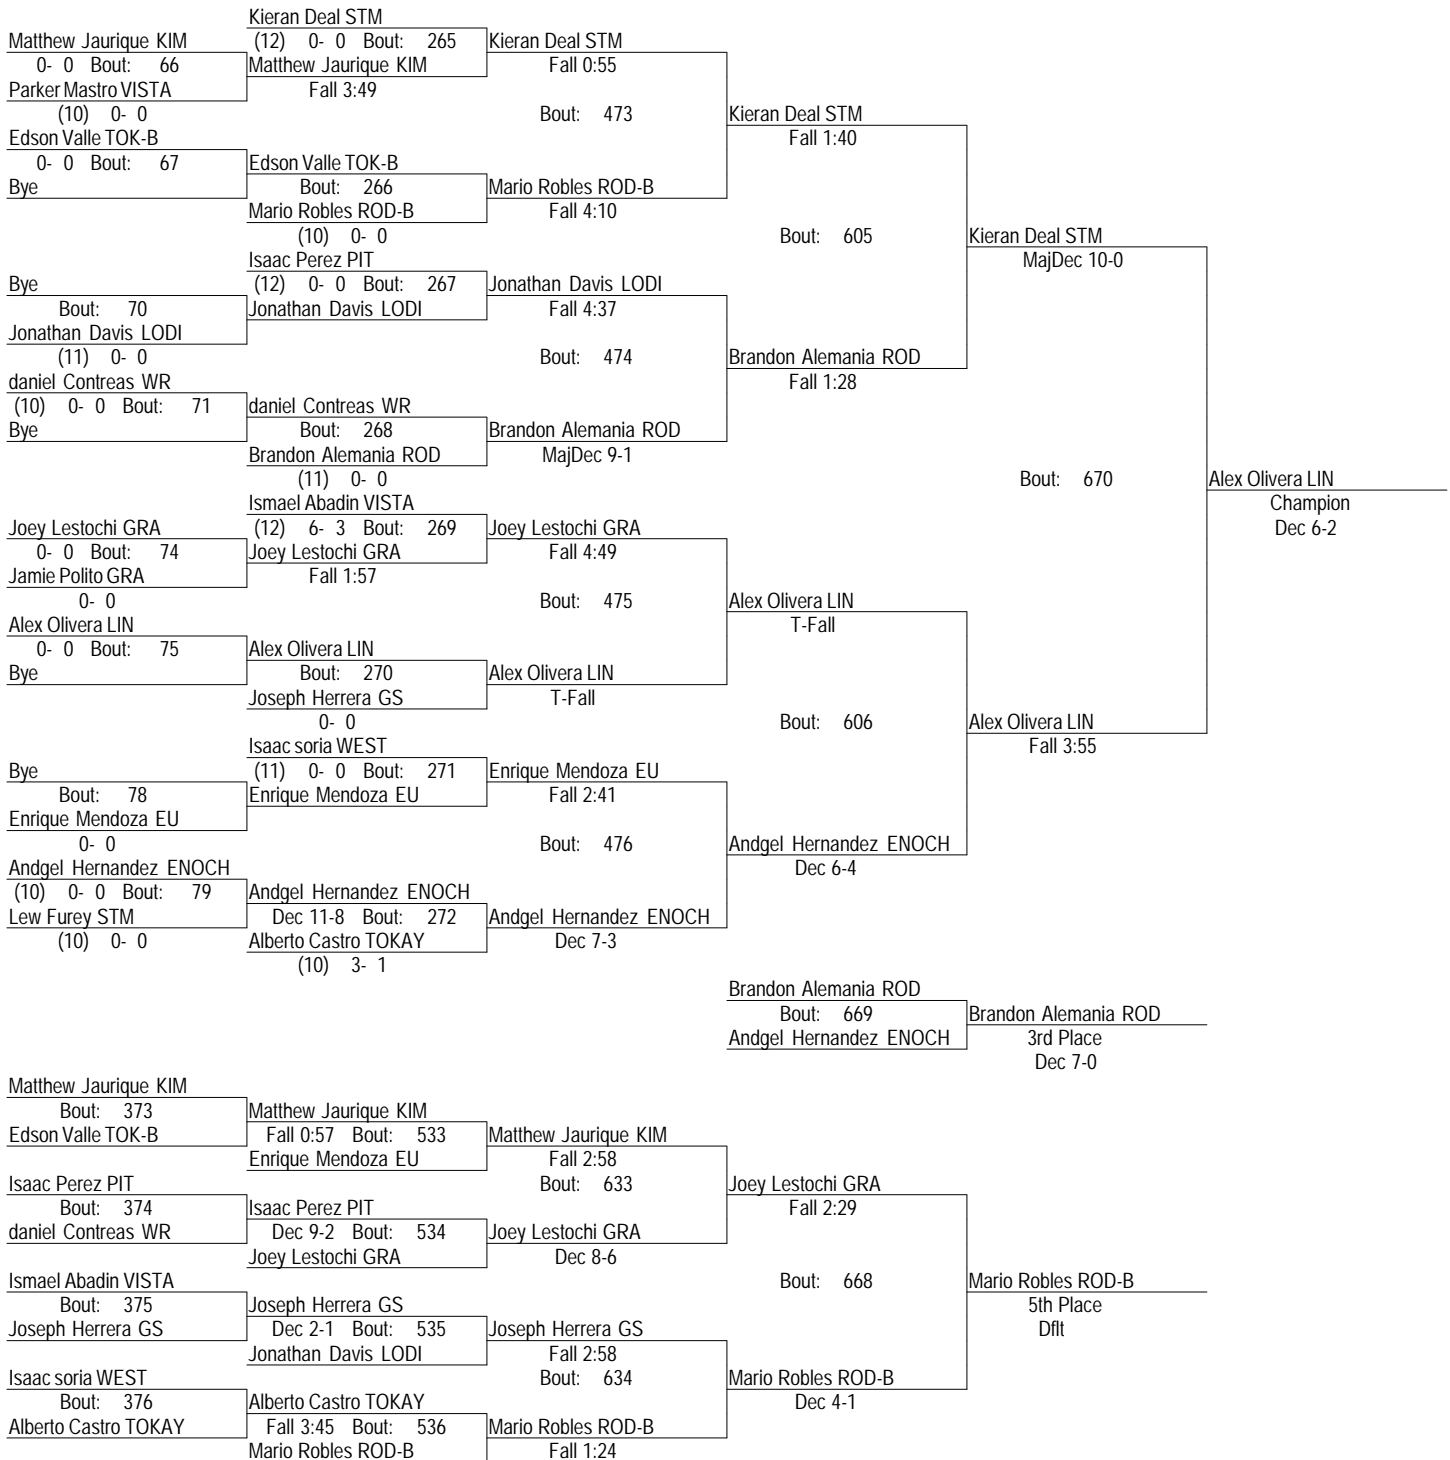 Kieran Deal STM
Matthew Jaurique KIM (12) 0- 0 Bout: 265 Kieran Deal STM
0- 0 Bout: 66 Matthew Jaurique KIM Fall 0:55
Parker Mastro VISTA Fall 3:49
(10) 0- 0 Bout: 473 Kieran Deal STM
Edson Valle TOK-B Fall 1:40
0- 0 Bout: 67 Edson Valle TOK-B
Bye Bout: 266 Mario Robles ROD-B
Mario Robles ROD-B Fall 4:10
(10) 0- 0 Bout: 605 Kieran Deal STM
Isaac Perez PIT MajDec 10-0
Bye (12) 0- 0 Bout: 267 Jonathan Davis LODI
Bout: 70 Jonathan Davis LODI Fall 4:37
Jonathan Davis LODI
(11) 0- 0 Bout: 474 Brandon Alemania ROD
daniel Contreas WR Fall 1:28
(10) 0- 0 Bout: 71 daniel Contreas WR
Bye Bout: 268 Brandon Alemania ROD
Brandon Alemania ROD MajDec 9-1
(11) 0- 0 Bout: 670 Alex Olivera LIN
Ismael Abadin VISTA Champion
Joey Lestochi GRA (12) 6- 3 Bout: 269 Joey Lestochi GRA Dec 6-2
0- 0 Bout: 74 Joey Lestochi GRA Fall 4:49
Jamie Polito GRA Fall 1:57
0- 0 Bout: 475 Alex Olivera LIN
Alex Olivera LIN T-Fall
0- 0 Bout: 75 Alex Olivera LIN
Bye Bout: 270 Alex Olivera LIN
Joseph Herrera GS T-Fall
0- 0 Bout: 606 Alex Olivera LIN
Isaac soria WEST Fall 3:55
Bye (11) 0- 0 Bout: 271 Enrique Mendoza EU
Bout: 78 Enrique Mendoza EU Fall 2:41
Enrique Mendoza EU
0- 0 Bout: 476 Andgel Hernandez ENOCH
Andgel Hernandez ENOCH Dec 6-4
(10) 0- 0 Bout: 79 Andgel Hernandez ENOCH
Lew Furey STM Dec 11-8 Bout: 272 Andgel Hernandez ENOCH
(10) 0- 0 Alberto Castro TOKAY Dec 7-3
(10) 3- 1
Brandon Alemania ROD
Bout: 669 Brandon Alemania ROD
Andgel Hernandez ENOCH 3rd Place
Dec 7-0
Matthew Jaurique KIM
Bout: 373 Matthew Jaurique KIM
Edson Valle TOK-B Fall 0:57 Bout: 533 Matthew Jaurique KIM
Enrique Mendoza EU Fall 2:58
Isaac Perez PIT Bout: 633 Joey Lestochi GRA
Bout: 374 Isaac Perez PIT Fall 2:29
daniel Contreas WR Dec 9-2 Bout: 534 Joey Lestochi GRA
Joey Lestochi GRA Dec 8-6
Ismael Abadin VISTA Bout: 668 Mario Robles ROD-B
Bout: 375 Joseph Herrera GS 5th Place
Joseph Herrera GS Dec 2-1 Bout: 535 Joseph Herrera GS Dflt
Jonathan Davis LODI Fall 2:58
Isaac soria WEST Bout: 634 Mario Robles ROD-B
Bout: 376 Alberto Castro TOKAY Dec 4-1
Alberto Castro TOKAY Fall 3:45 Bout: 536 Mario Robles ROD-B
Mario Robles ROD-B Fall 1:24